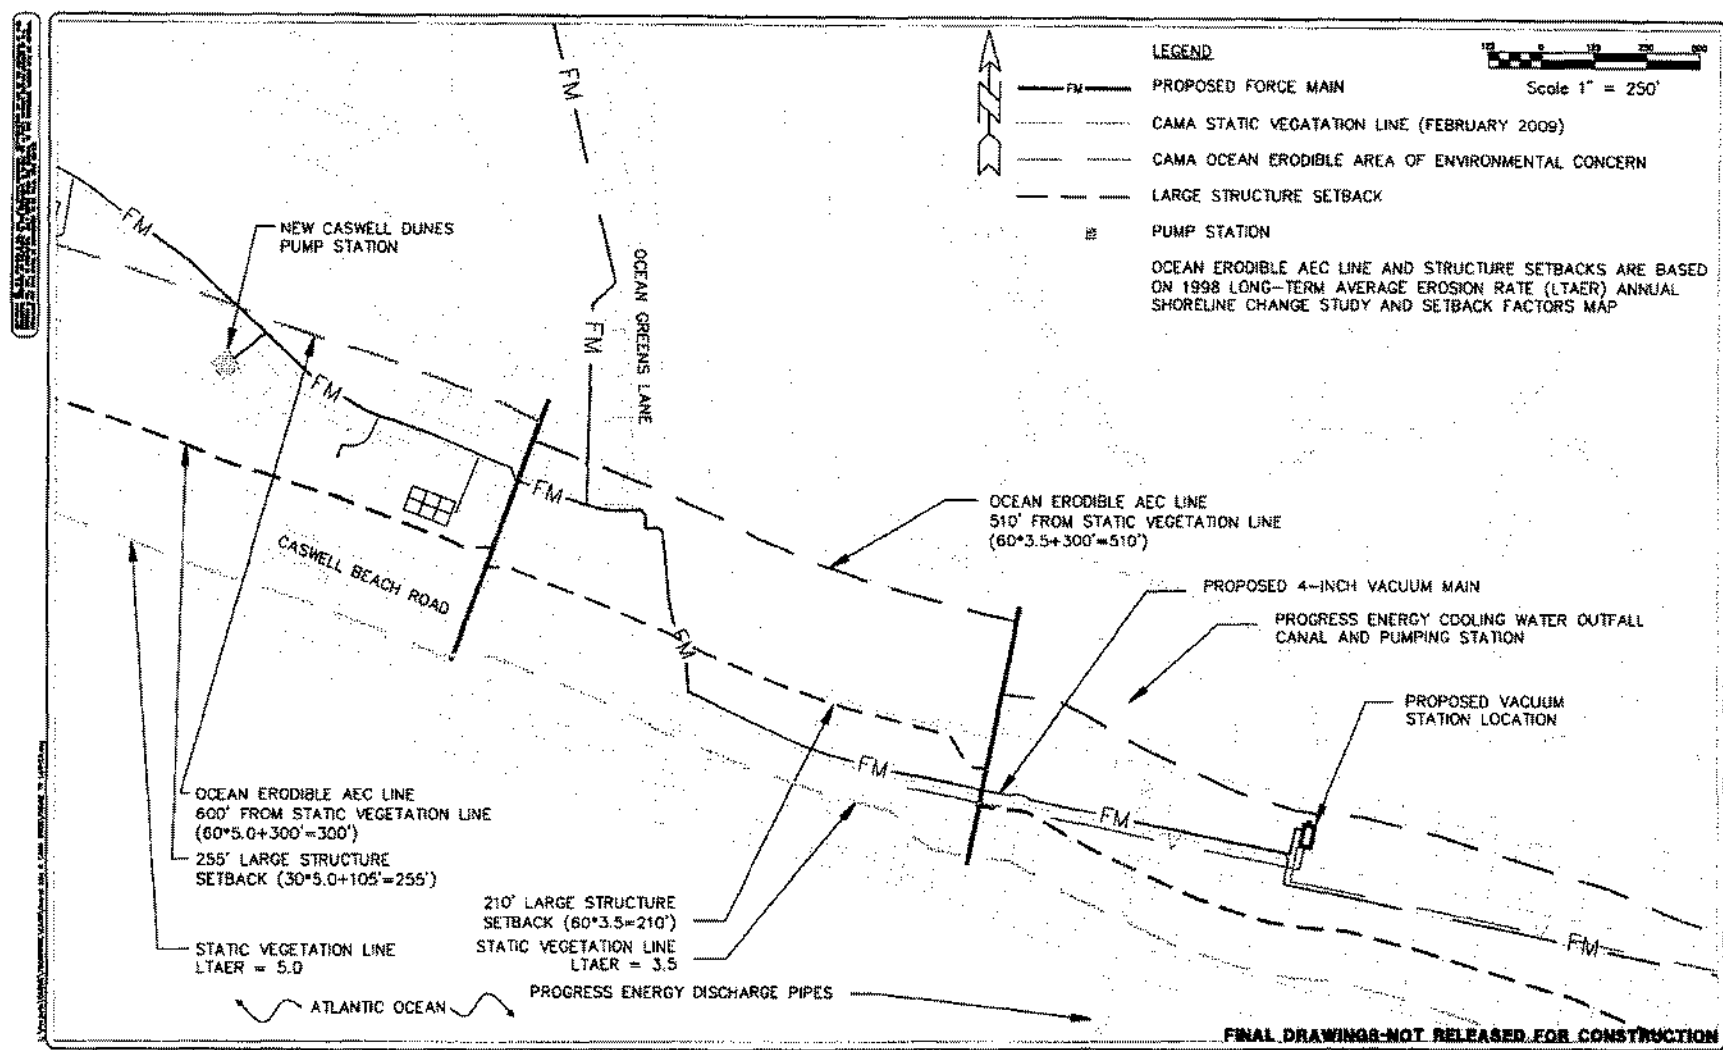 LEGEND
FM
PROPOSED FORCE MAIN
CAMA STATIC VEGATATION LINE (FEBRUARY 2009)
CAMA OCEAN ERODIBLE AREA OF ENVIRONMENTAL CONCERN
LARGE STRUCTURE SETBACK
PUMP STATION
OCEAN ERODIBLE AEC LINE AND STRUCTURE SETBACKS ARE BASED
ON 1998 LONG-TERM AVERAGE EROSION RATE (LTAER) ANNUAL
SHORELINE CHANGE STUDY AND SETBACK FACTORS MAP
Scale 1" = 250'
FM
FM
NEW CASWELL DUNES
PUMP STATION
OCEAN GREENS LANE
FM
FM
FM
CASWELL BEACH ROAD
OCEAN ERODIBLE AEC LINE
510' FROM STATIC VEGETATION LINE
(60*3.5+300'=510')
PROPOSED 4-INCH VACUUM MAIN
PROGRESS ENERGY COOLING WATER OUTFALL
CANAL AND PUMPING STATION
FM
PROPOSED VACUUM
STATION LOCATION
FM
FM
V
V
FM
OCEAN ERODIBLE AEC LINE
600' FROM STATIC VEGETATION LINE
(60*5.0+300'=300')
255' LARGE STRUCTURE
SETBACK (30*5.0+105'=255')
210' LARGE STRUCTURE
SETBACK (60*3.5=210')
STATIC VEGETATION LINE
LTAER = 3.5
STATIC VEGETATION LINE
LTAER = 5.0
PROGRESS ENERGY DISCHARGE PIPES
ATLANTIC OCEAN
FINAL DRAWINGS-NOT RELEASED FOR CONSTRUCTION